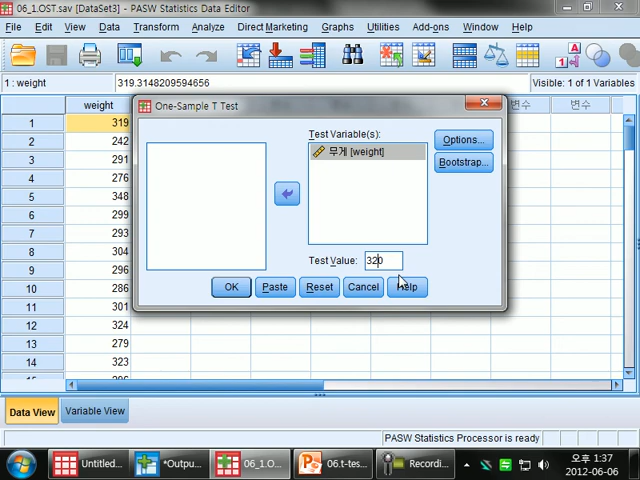 06_1.OST.sav [DataSet3] - PASW Statistics Data Editor
File Edit View Data Transform Analyze Direct Marketing Graphs Utilities Add-ons Window Help
1 : weight 319.3148209594656 Visible: 1 of 1 Variables
weight 변수 변수
1 319
2 242
3 291
4 276
5 348
6 299
7 293
8 304
9 296
10 286
11 301
12 324
13 279
14 323
One-Sample T Test
Test Variable(s):
무게 [weight]
Options...
Bootstrap...
Test Value: 320
OK Paste Reset Cancel Help
Data View Variable View
PASW Statistics Processor is ready
Untitled... *Outpu... 06_1.O... 06.t-tes... Recordi...
오후 1:37
2012-06-06